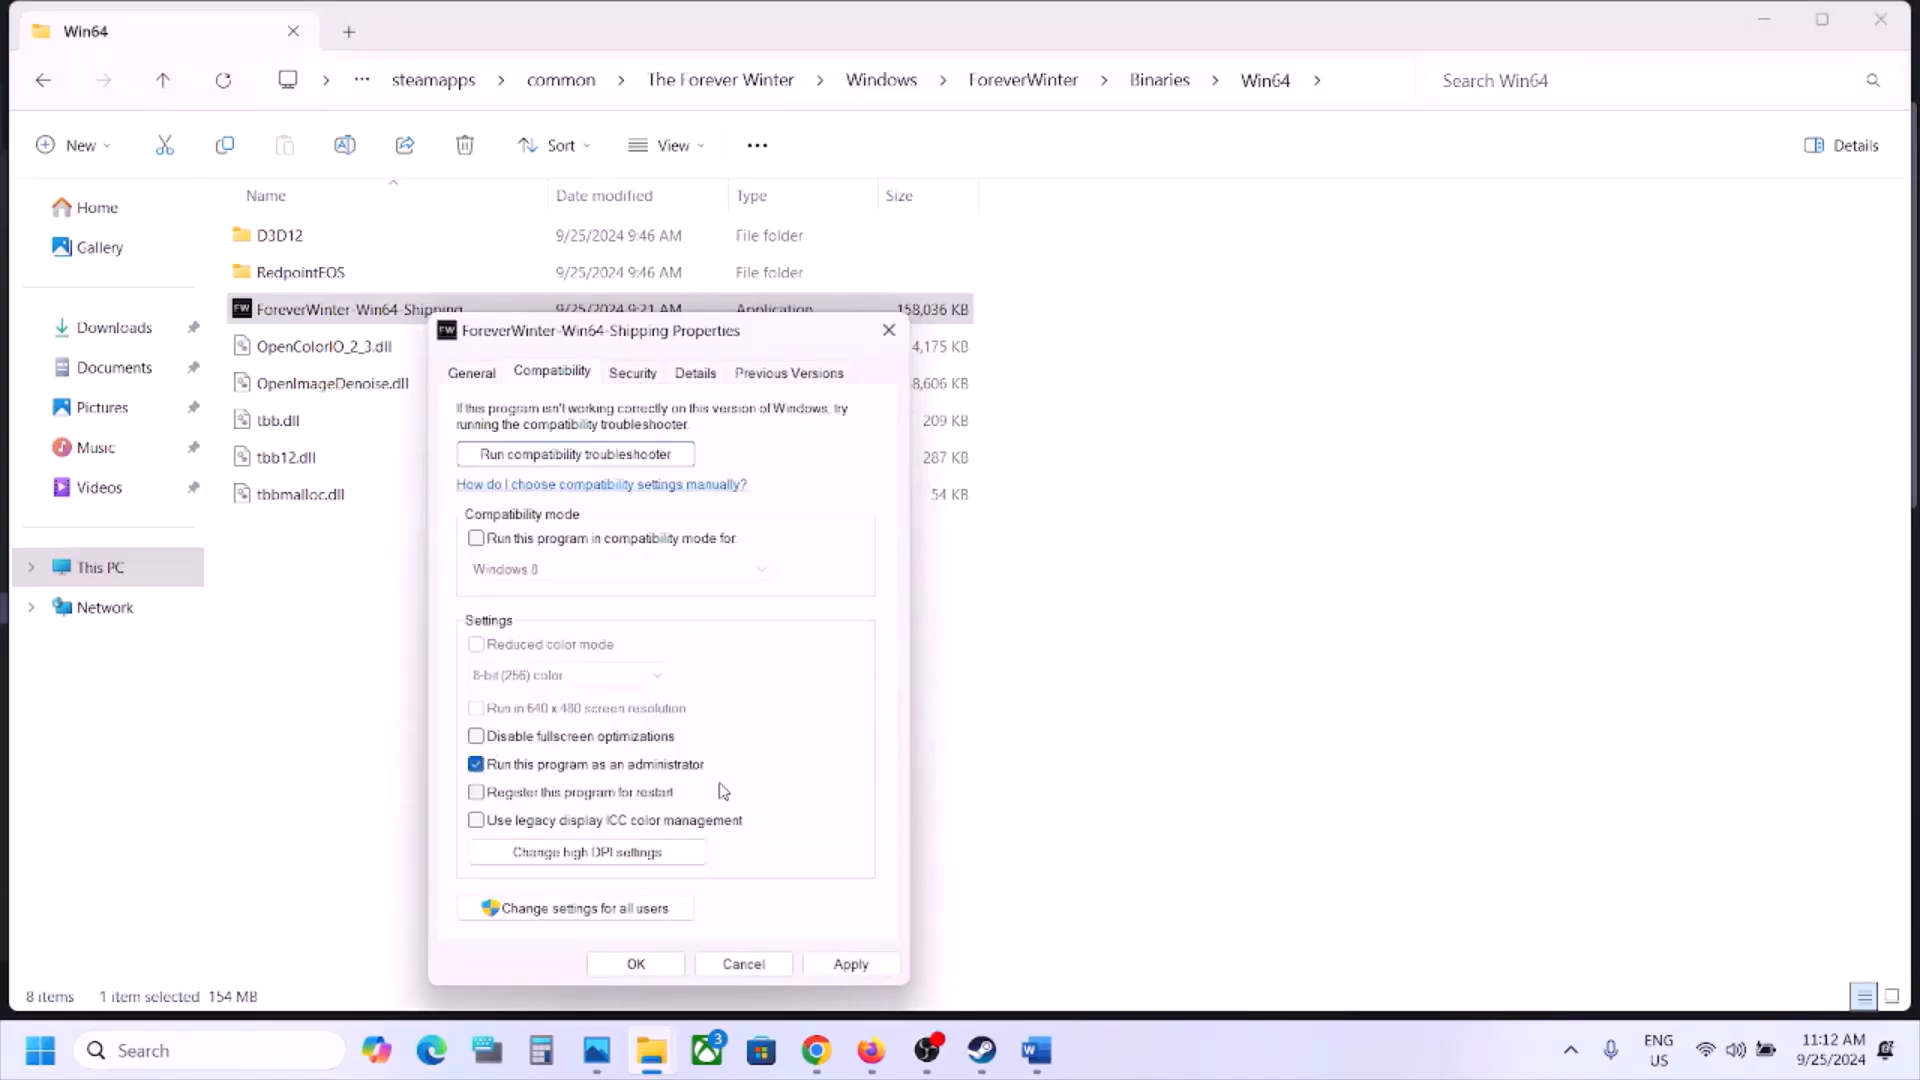 Win64
steamapps > common > The Forever Winter > Windows > ForeverWinter > Binaries > Win64 >
Search Win64
New
Sort
View
Details
Name
Date modified
Type
Size
Home
Gallery
Downloads
Documents
Pictures
Music
Videos
This PC
Network
D3D12 9/25/2024 9:46 AM File folder
RedpointEOS 9/25/2024 9:46 AM File folder
FW ForeverWinter-Win64-Shipping 9/25/2024 9:21 AM Application 158,036 KB
OpenColorIO_2_3.dll 4,175 KB
OpenImageDenoise.dll 8,606 KB
tbb.dll 209 KB
tbb12.dll 287 KB
tbbmalloc.dll 54 KB
FW ForeverWinter-Win64-Shipping Properties
General Compatibility Security Details Previous Versions
If this program isn't working correctly on this version of Windows, try
running the compatibility troubleshooter.
Run compatibility troubleshooter
How do I choose compatibility settings manually?
Compatibility mode
Run this program in compatibility mode for:
Windows 8
Settings
Reduced color mode
8-bit (256) color
Run in 640 x 480 screen resolution
Disable fullscreen optimizations
Run this program as an administrator
Register this program for restart
Use legacy display ICC color management
Change high DPI settings
Change settings for all users
OK Cancel Apply
8 items 1 item selected 154 MB
Search
3
ENG
US
11:12 AM
9/25/2024